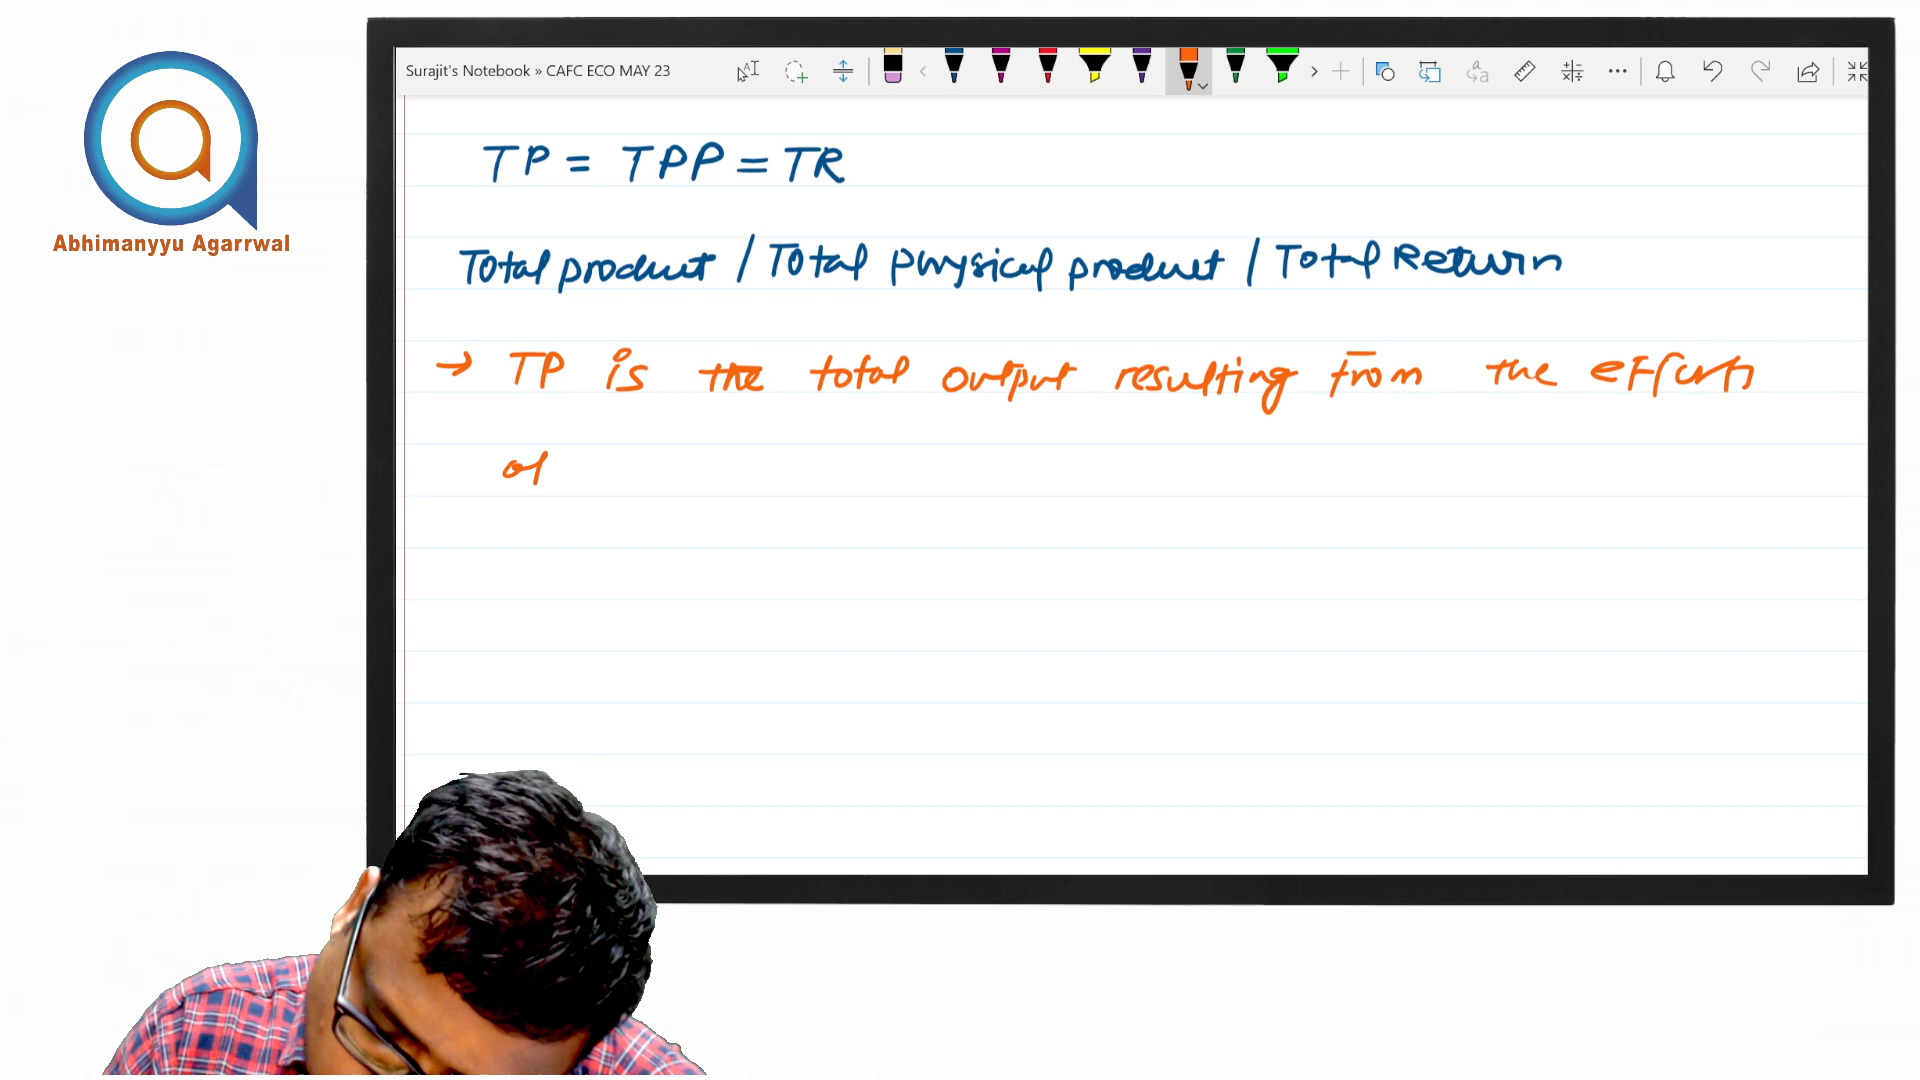 Surajit's Notebook » CAFC ECO MAY 23
Abhimanyyu Agarrwal
TP = TPP = TR
Total product / Total physical product / Total Return
→ TP is the total output resulting from the efforts
of